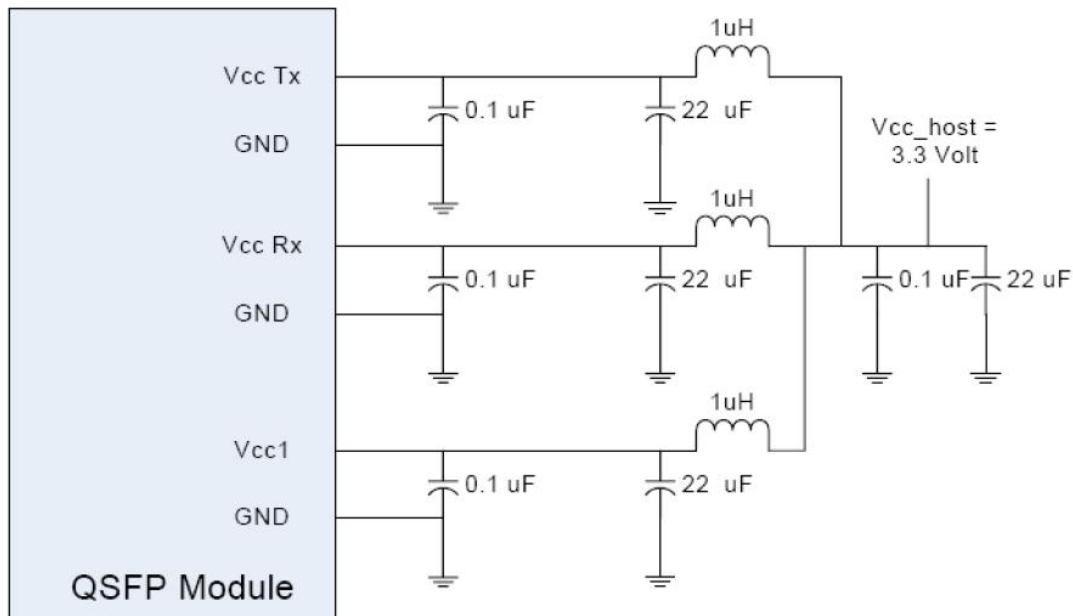 1uH
Vcc Tx
0.1 uF
22 uF
GND
Vcc_host =
3.3 Volt
1uH
Vcc Rx
0.1 uF
22 uF
0.1 uF
22 uF
GND
1uH
Vcc1
0.1 uF
22 uF
GND
QSFP Module